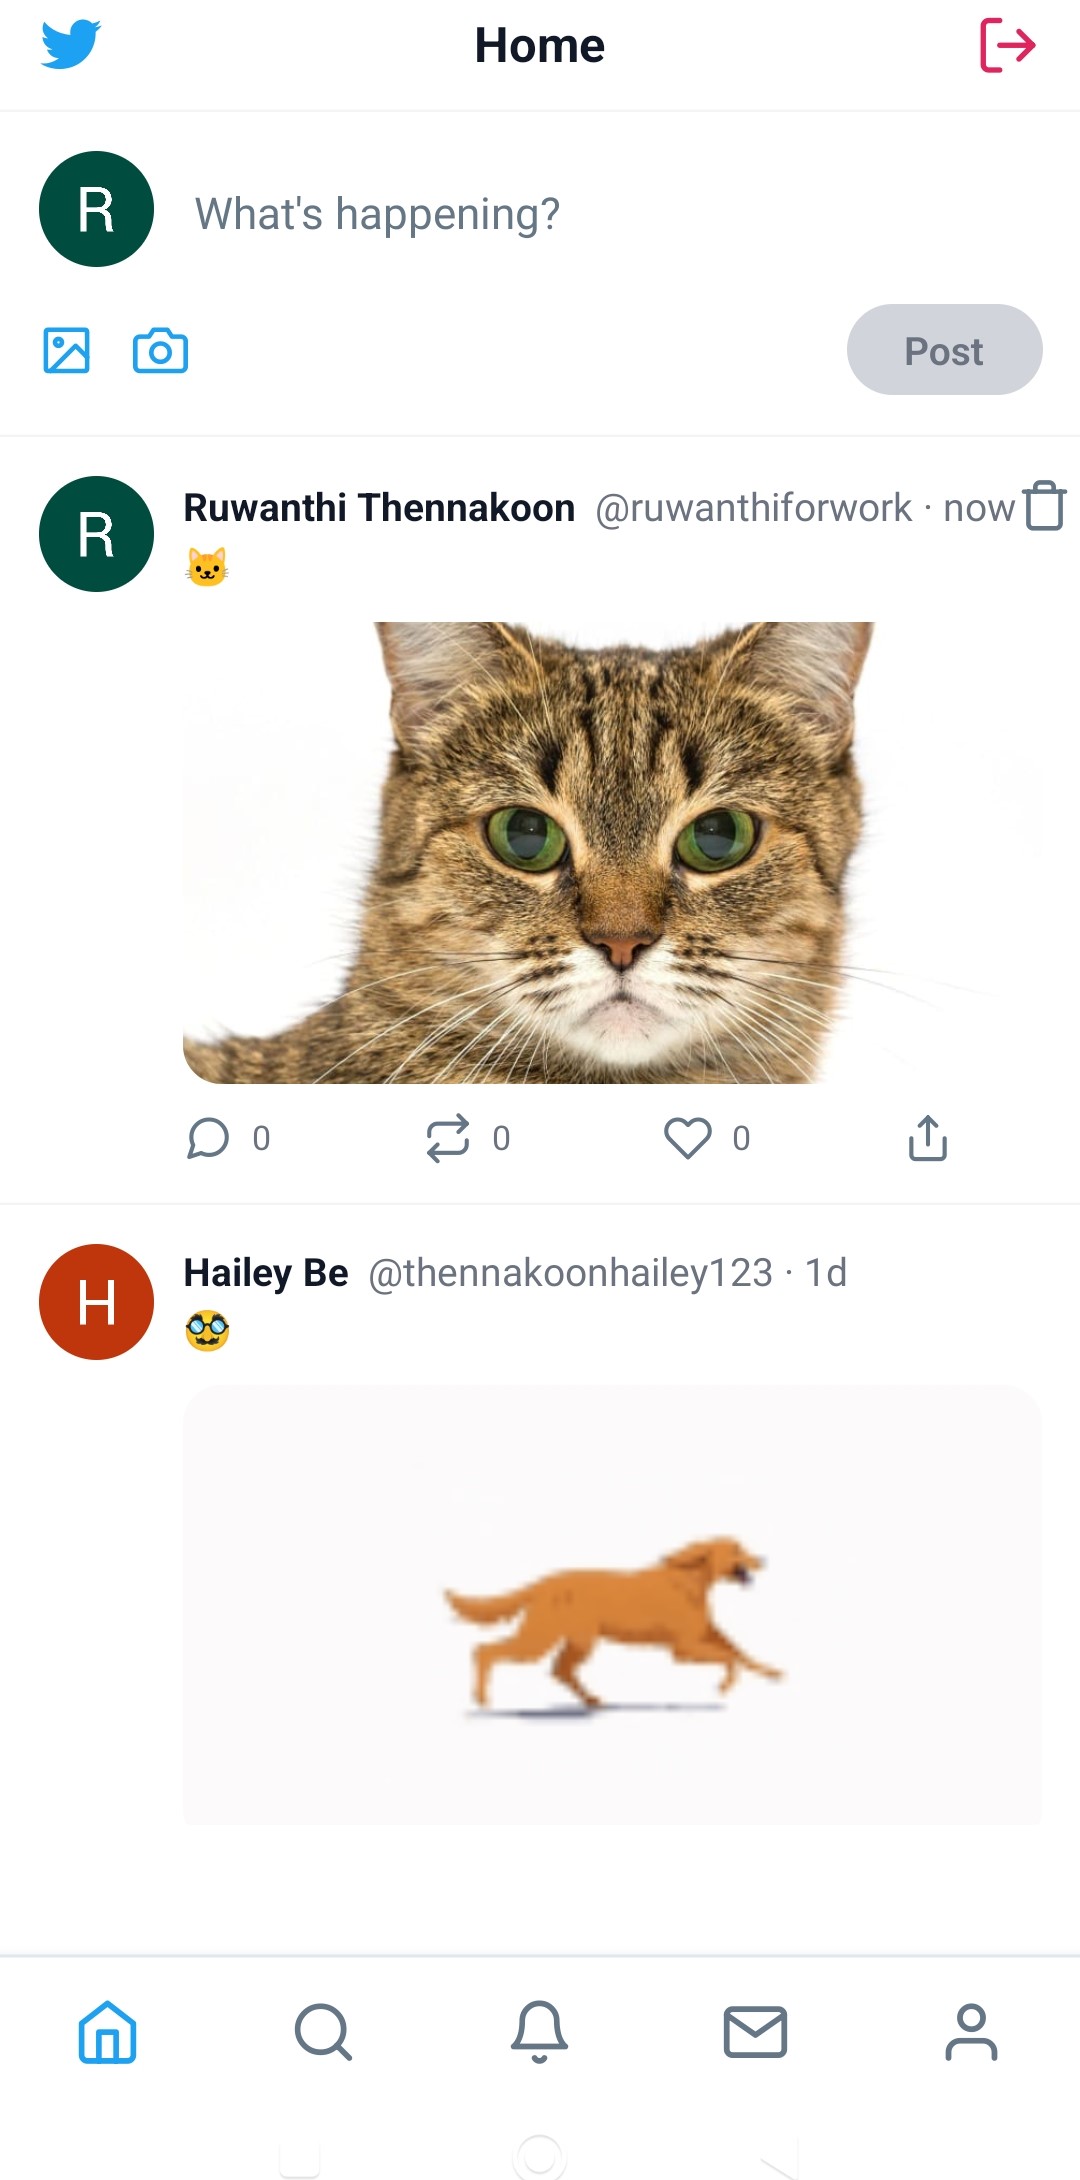 Home
R
What's happening?
Post
R
Ruwanthi Thennakoon @ruwanthiforwork · now
🐱
0 0 0
H
Hailey Be @thennakoonhailey123 · 1d
🥸